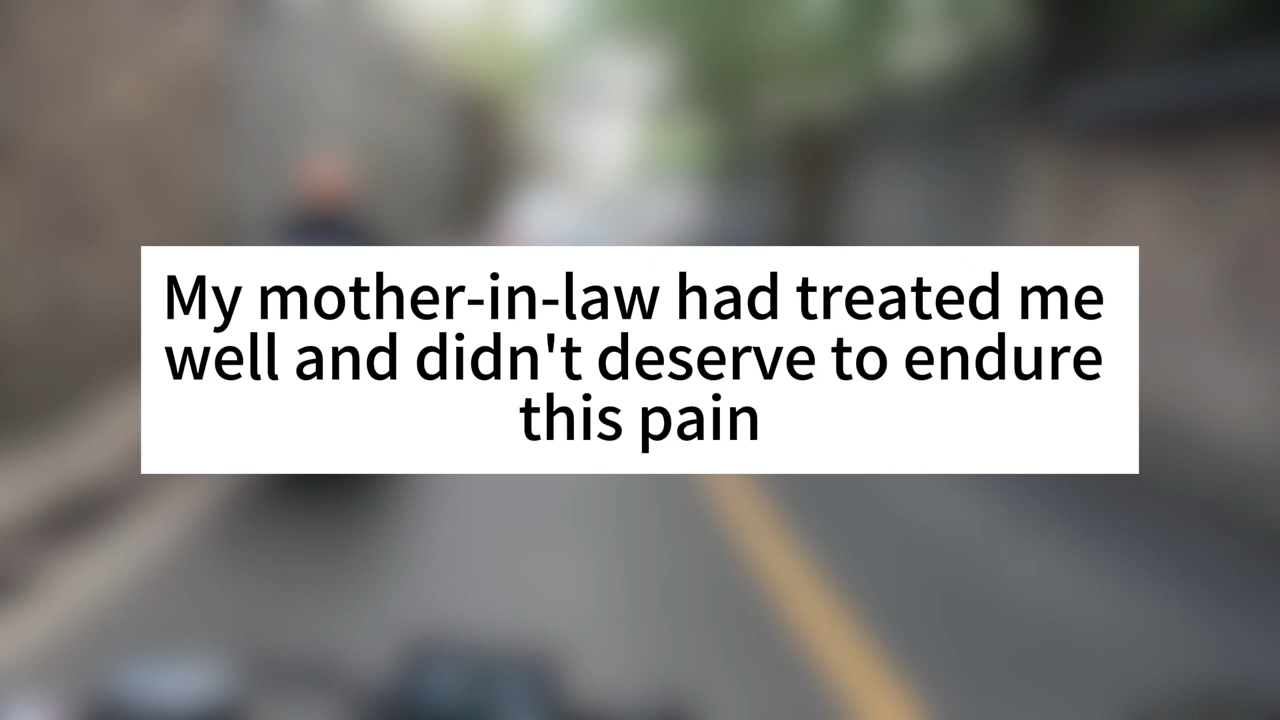 My mother-in-law had treated me
well and didn't deserve to endure
this pain